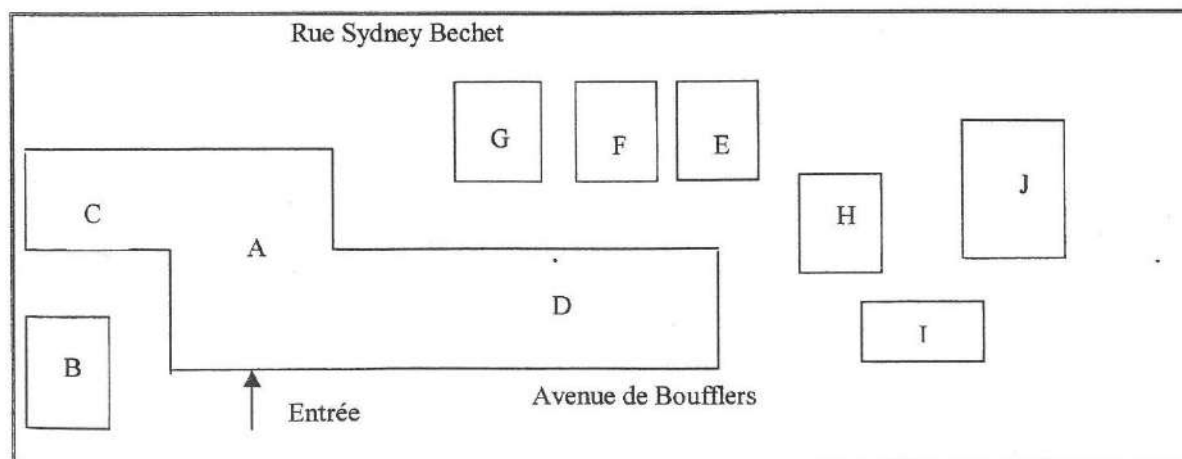 Rue Sydney Bechet
G
F
E
J
C
H
A
D
I
B
Avenue de Boufflers
Entrée